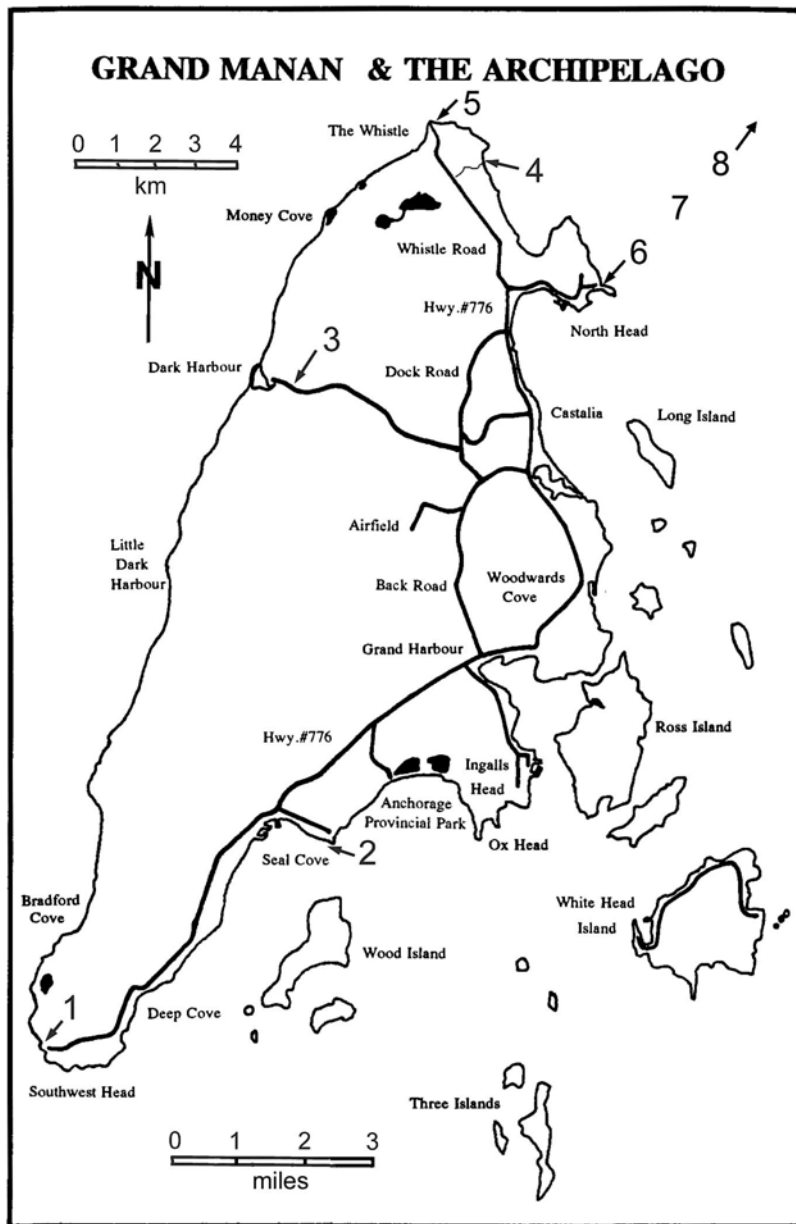 GRAND MANAN & THE ARCHIPELAGO
5
The Whistle
0 1 2 3 4
km
8
4
7
Money Cove
N
Whistle Road
6
Hwy.#776
North Head
3
Dark Harbour
Dock Road
Castalia
Long Island
Airfield
Little
Dark
Harbour
Back Road
Woodwards
Cove
Grand Harbour
Ross Island
Hwy.#776
Ingalls
Head
Anchorage
Provincial Park
Ox Head
Seal Cove
2
Bradford
Cove
White Head
Island
Wood Island
1
Deep Cove
Southwest Head
Three Islands
0 1 2 3
miles